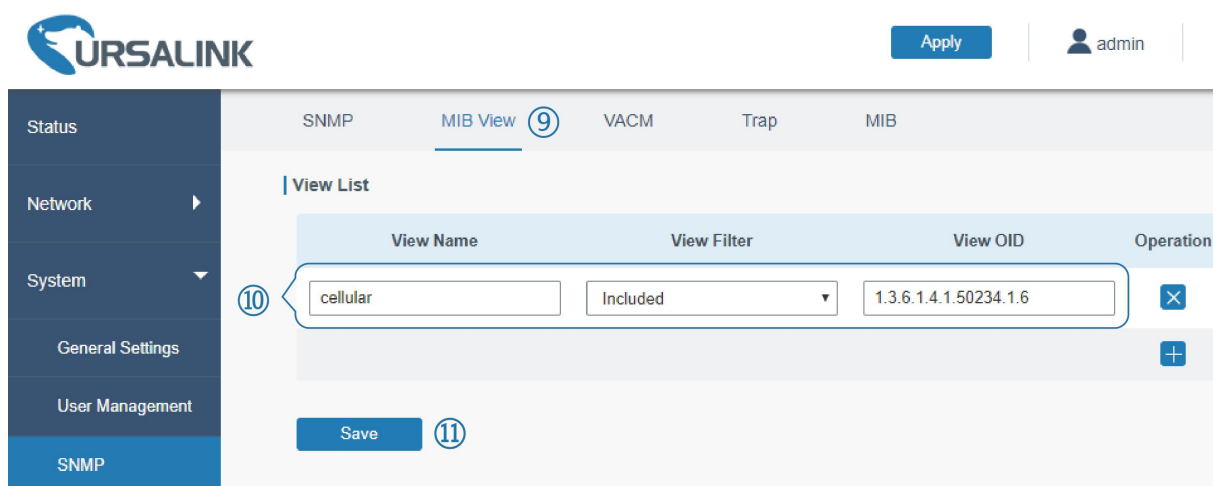 URSALINK
Apply
admin
Status
SNMP
MIB View
⑨
VACM
Trap
MIB
View List
Network
View Name
View Filter
View OID
Operation
System
⑩
cellular
Included
1.3.6.1.4.1.50234.1.6
General Settings
User Management
Save
⑪
SNMP